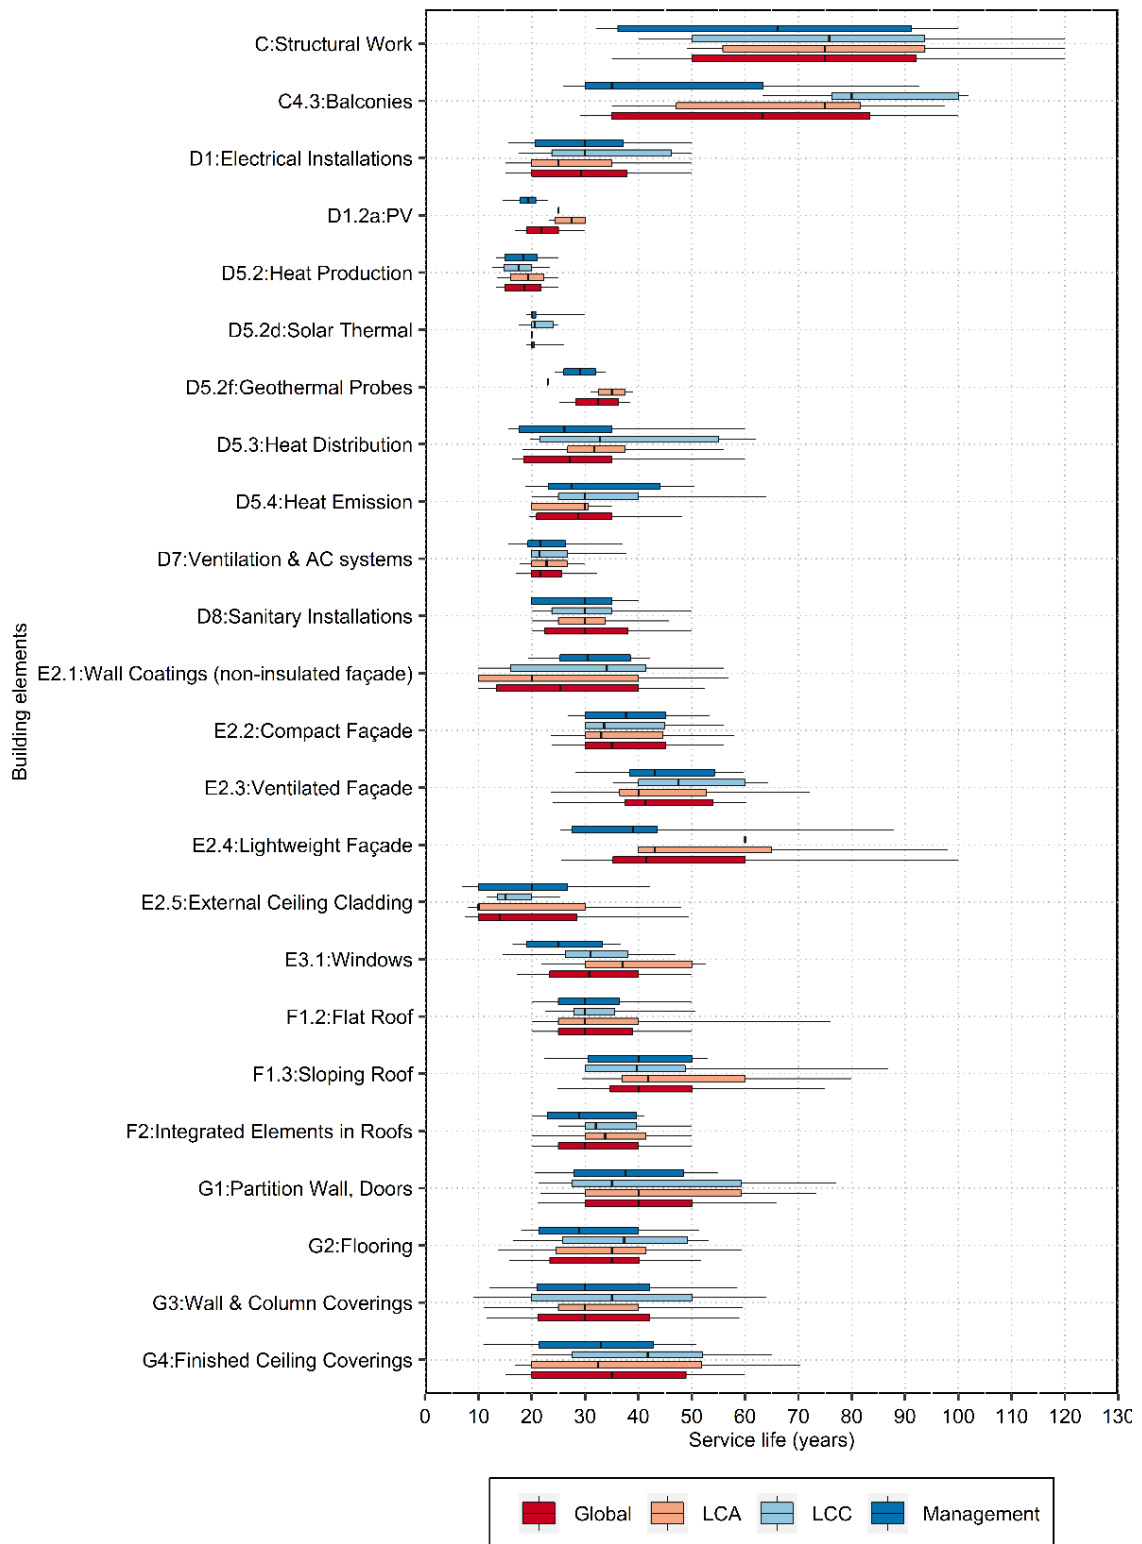 C:Structural Work
C4.3:Balconies
D1:Electrical Installations
D1.2a:PV
D5.2:Heat Production
D5.2d:Solar Thermal
D5.2f:Geothermal Probes
D5.3:Heat Distribution
D5.4:Heat Emission
D7:Ventilation & AC systems
D8:Sanitary Installations
E2.1:Wall Coatings (non-insulated façade)
E2.2:Compact Façade
E2.3:Ventilated Façade
E2.4:Lightweight Façade
E2.5:External Ceiling Cladding
E3.1:Windows
F1.2:Flat Roof
F1.3:Sloping Roof
F2:Integrated Elements in Roofs
G1:Partition Wall, Doors
G2:Flooring
G3:Wall & Column Coverings
G4:Finished Ceiling Coverings
Building elements
0 10 20 30 40 50 60 70 80 90 100 110 120 130
Service life (years)
Global LCA LCC Management